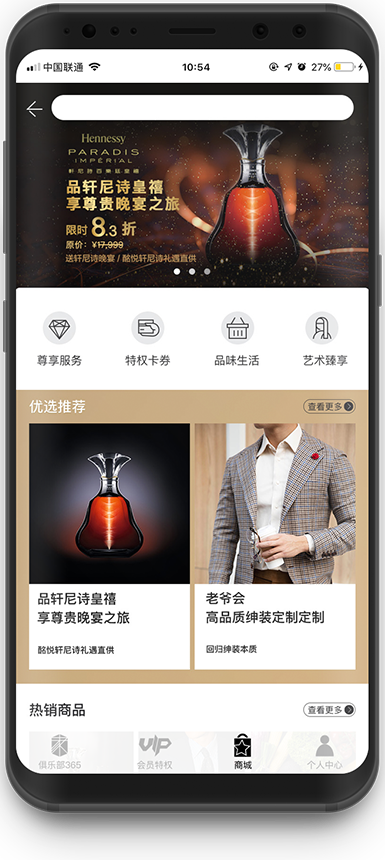 中国联通
10:54
27%
Hennessy
PARADIS
IMPÉRIAL
軒尼詩百樂廷皇禧
品轩尼诗皇禧
享尊贵晚宴之旅
限时8.3 折
原价：¥17,999
送轩尼诗晚宴 / 酩悦轩尼诗礼遇直供
尊享服务
特权卡券
品味生活
艺术臻享
优选推荐
查看更多
品轩尼诗皇禧
享尊贵晚宴之旅
酩悦轩尼诗礼遇直供
老爷会
高品质绅装定制定制
回归绅装本质
热销商品
查看更多
俱乐部365
VIP
会员特权
商城
个人中心